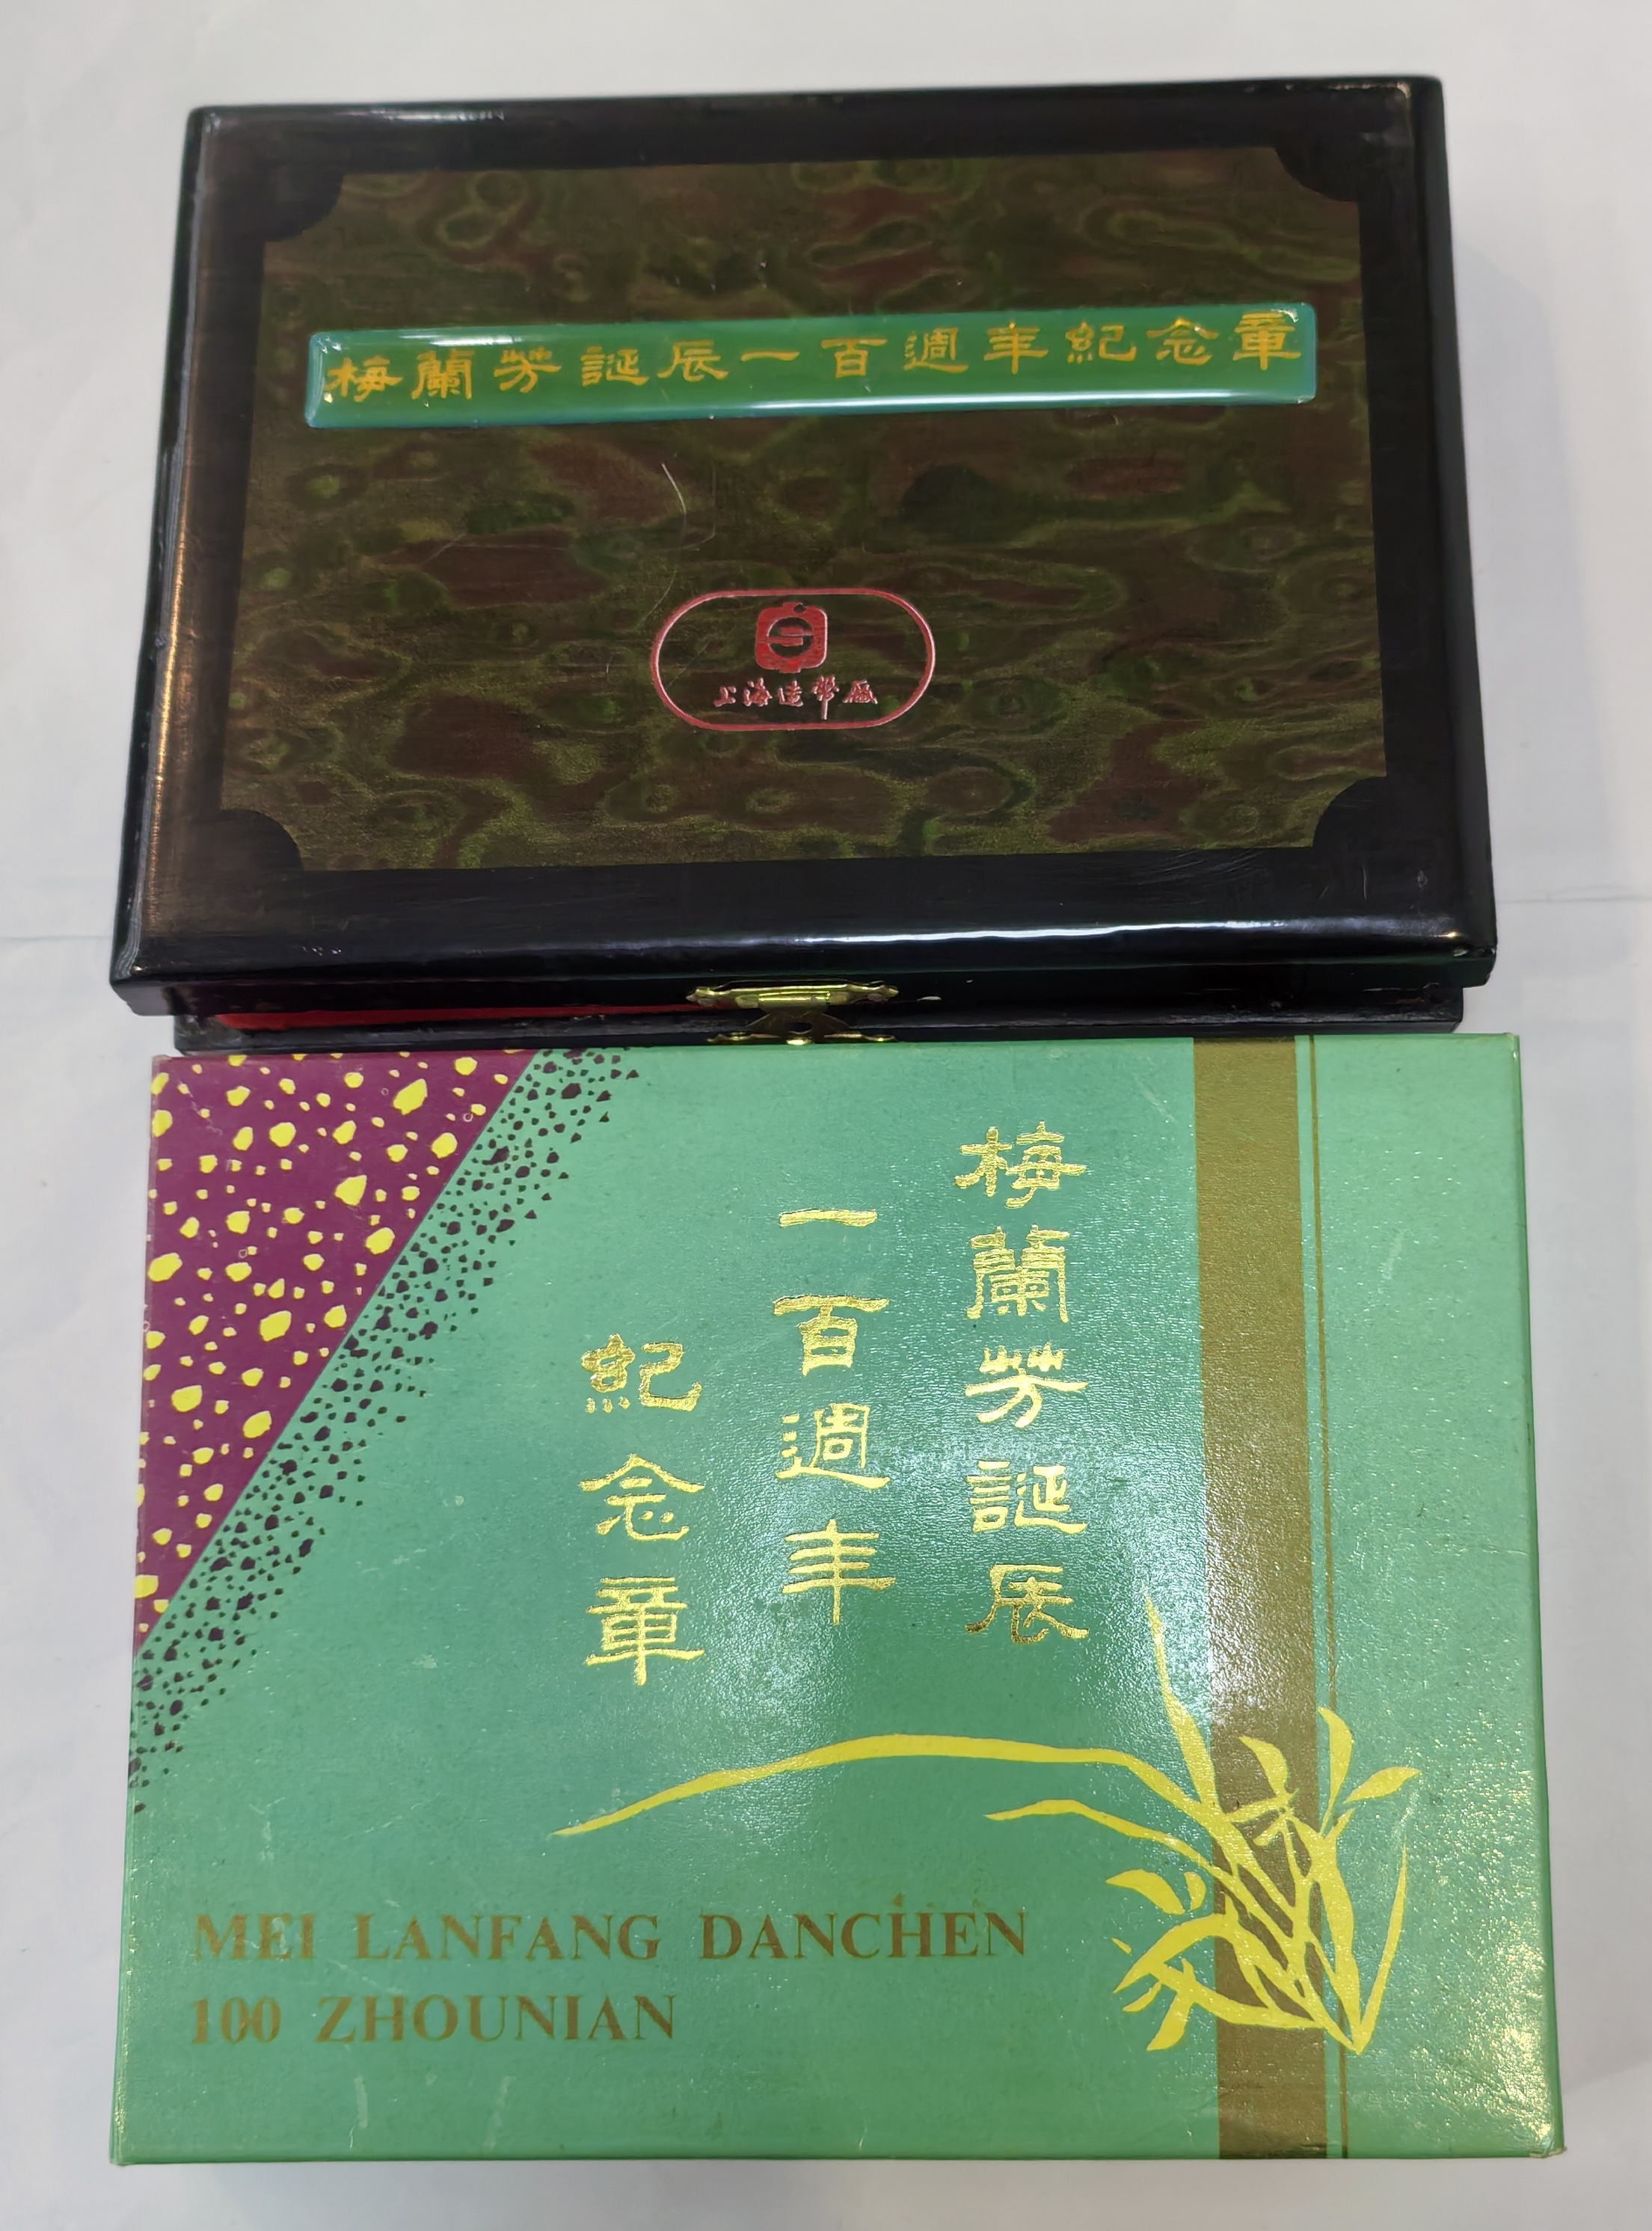 梅蘭芳誕辰一百週年紀念章
上海造幣廠
梅蘭芳誕辰
一百週年
紀念章
MEI LANFANG DANCHEN
100 ZHOUNIAN